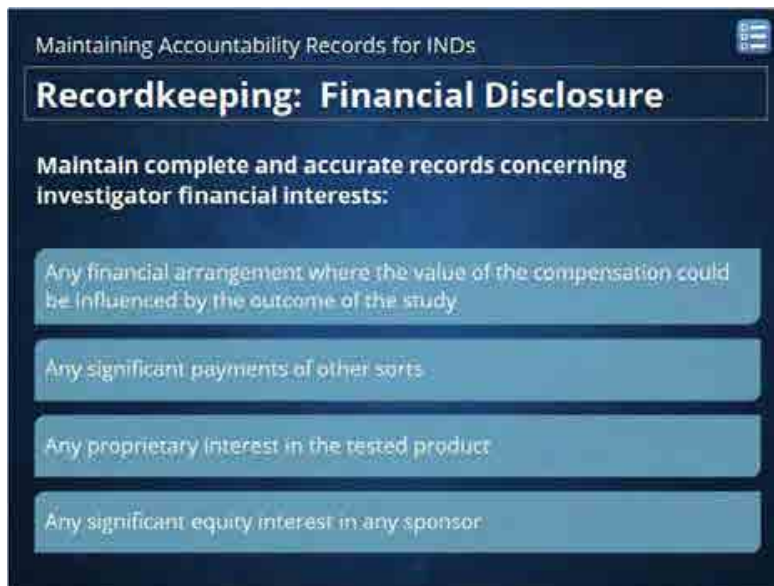 Maintaining Accountability Records for INDs
Recordkeeping: Financial Disclosure
Maintain complete and accurate records concerning
investigator financial interests:
Any financial arrangement where the value of the compensation could
be influenced by the outcome of the study
Any significant payments of other sorts
Any proprietary interest in the tested product
Any significant equity interest in any sponsor